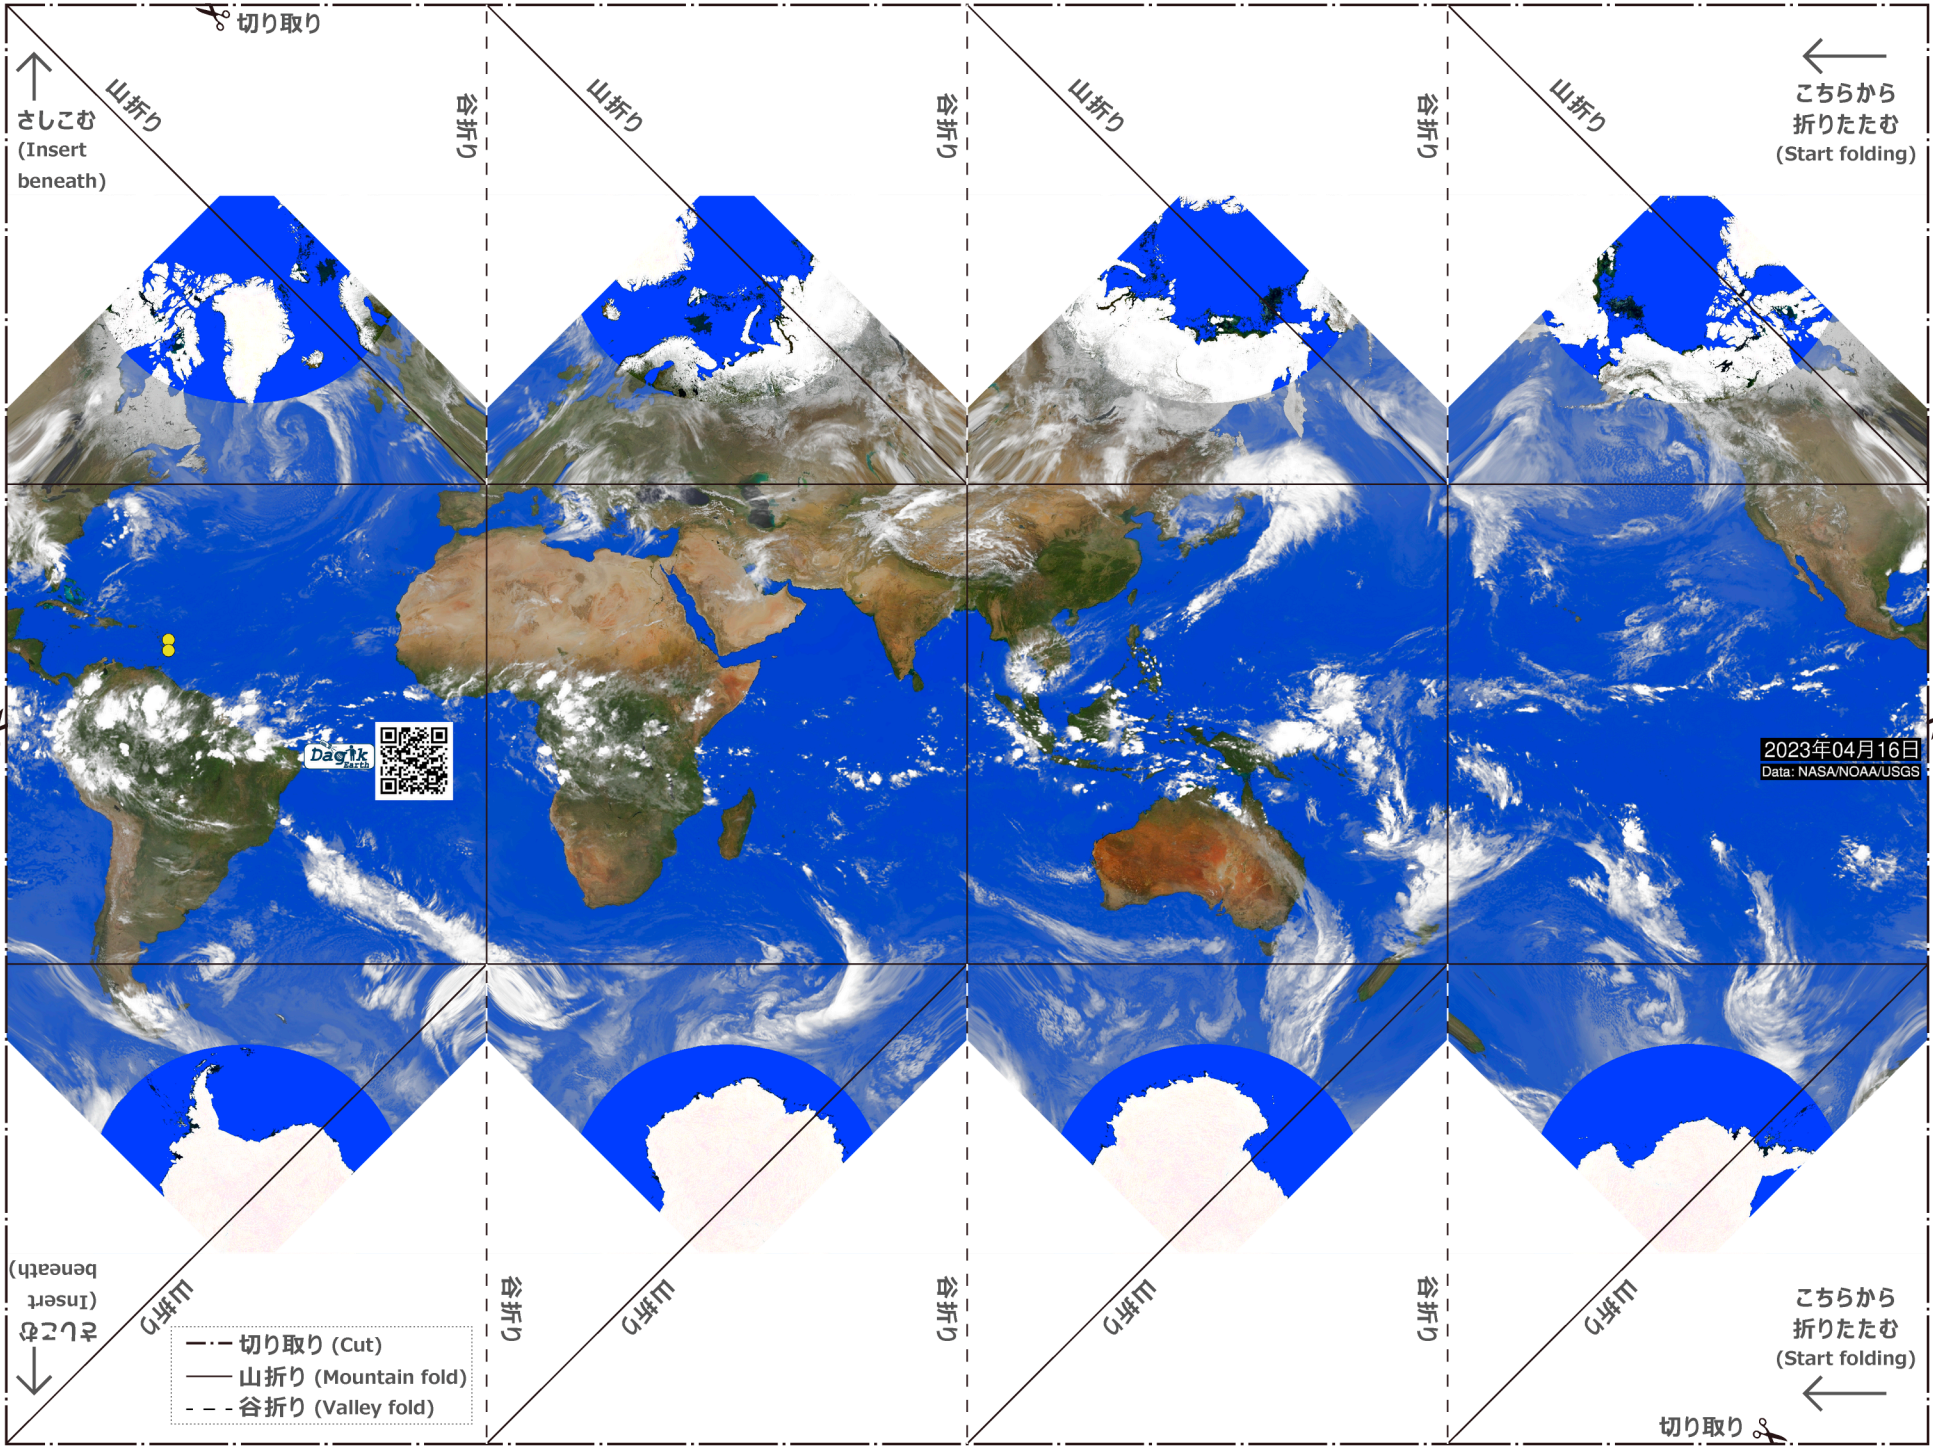 切り取り
山折り
谷折り
山折り
谷折り
山折り
谷折り
山折り
さしこむ
(Insert
beneath)
こちらから
折りたたむ
(Start folding)
Dagik
Earth
2023年04月16日
Data: NASA/NOAA/USGS
さしこむ
(Insert
beneath)
山折り
谷折り
山折り
谷折り
山折り
谷折り
山折り
こちらから
折りたたむ
(Start folding)
切り取り (Cut)
山折り (Mountain fold)
谷折り (Valley fold)
切り取り